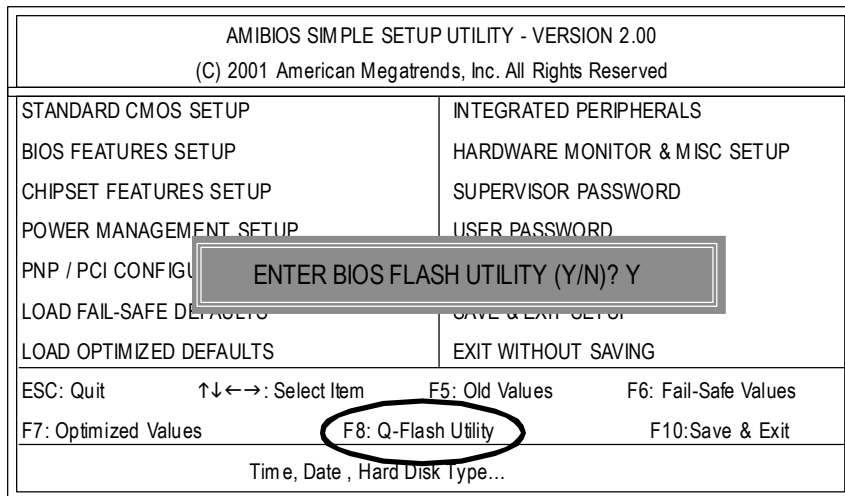 AMIBIOS SIMPLE SETUP UTILITY - VERSION 2.00
(C) 2001 American Megatrends, Inc. All Rights Reserved
STANDARD CMOS SETUP
BIOS FEATURES SETUP
CHIPSET FEATURES SETUP
POWER MANAGEMENT SETUP
PNP / PCI CONFIGU
LOAD FAIL-SAFE DEFAULTS
LOAD OPTIMIZED DEFAULTS
INTEGRATED PERIPHERALS
HARDWARE MONITOR & MISC SETUP
SUPERVISOR PASSWORD
USER PASSWORD
SAVE & EXIT SETUP
EXIT WITHOUT SAVING
ENTER BIOS FLASH UTILITY (Y/N)? Y
ESC: Quit ↑↓←→: Select Item F5: Old Values F6: Fail-Safe Values
F7: Optimized Values F8: Q-Flash Utility F10:Save & Exit
Time, Date , Hard Disk Type...